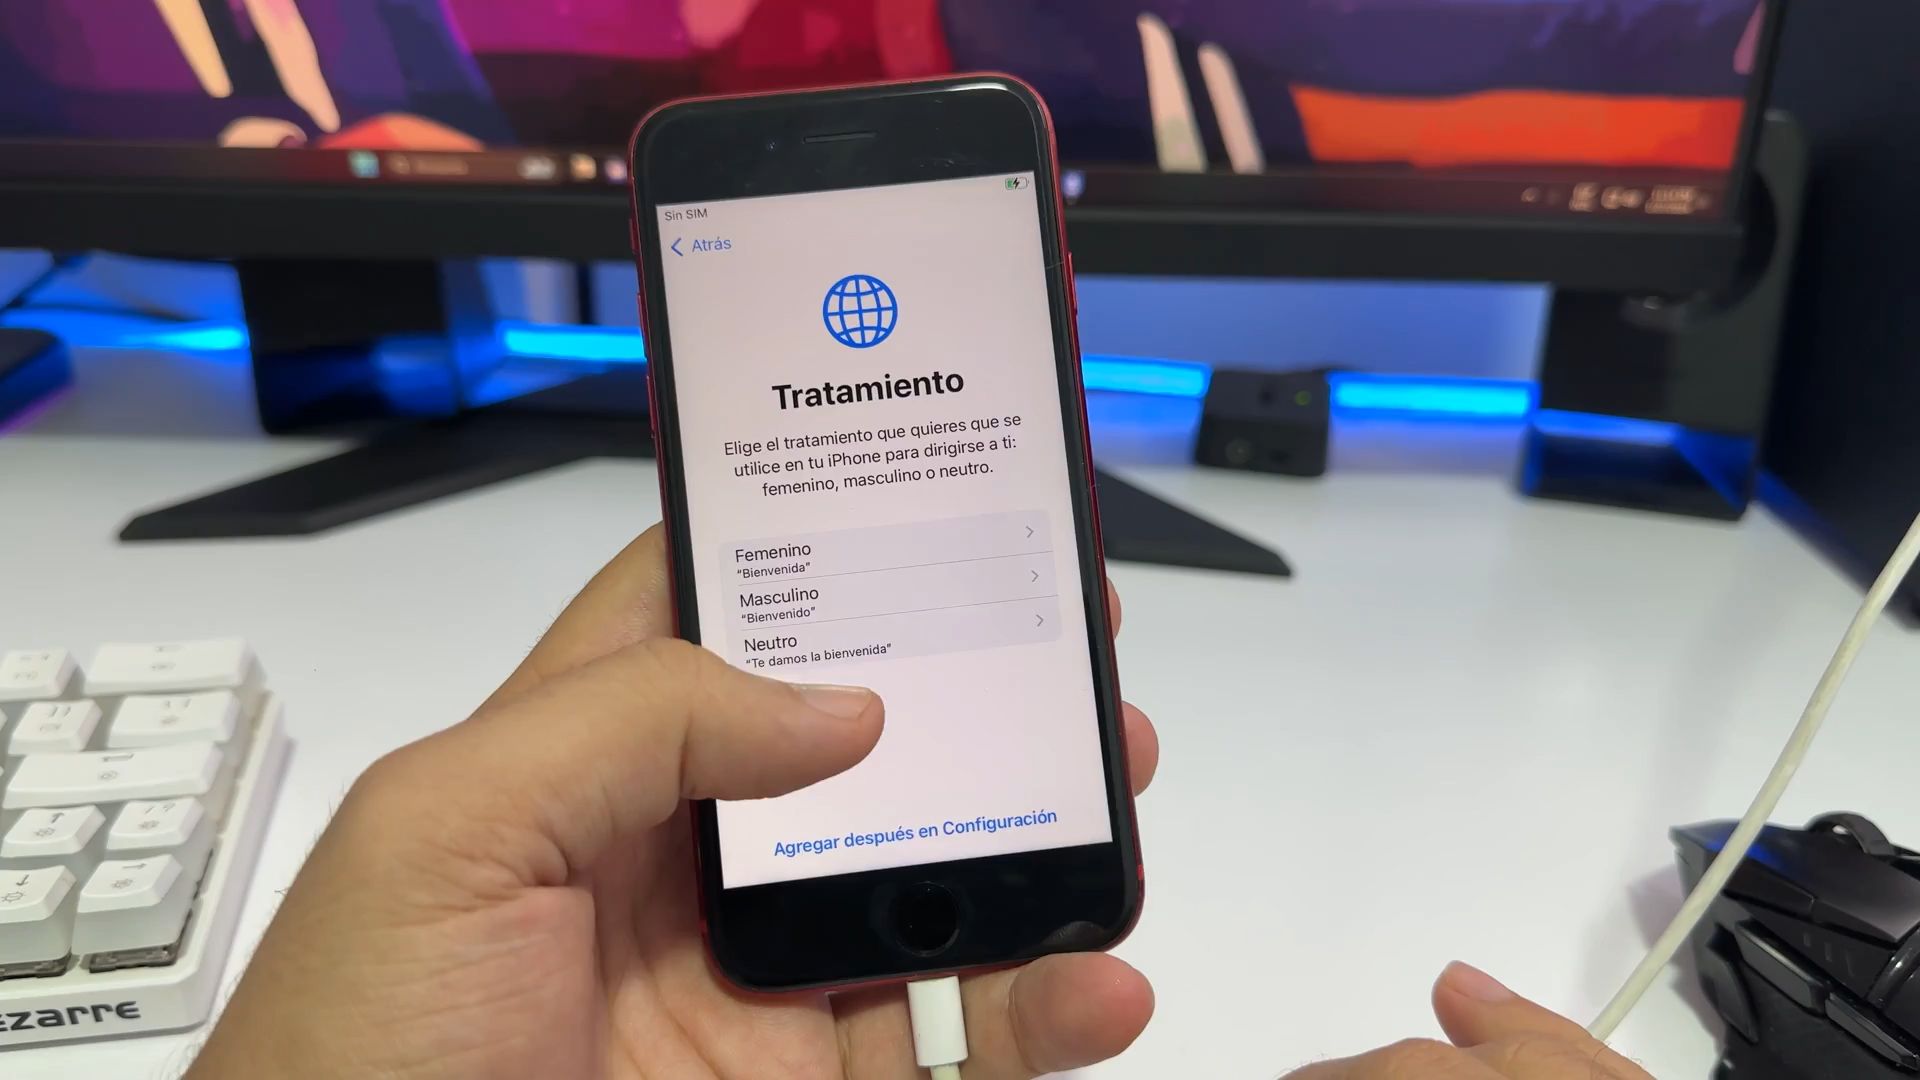 Sin SIM
Atrás
Tratamiento
Elige el tratamiento que quieres que se
utilice en tu iPhone para dirigirse a ti:
femenino, masculino o neutro.
Femenino
“Bienvenida”
Masculino
“Bienvenido”
Neutro
“Te damos la bienvenida”
Agregar después en Configuración